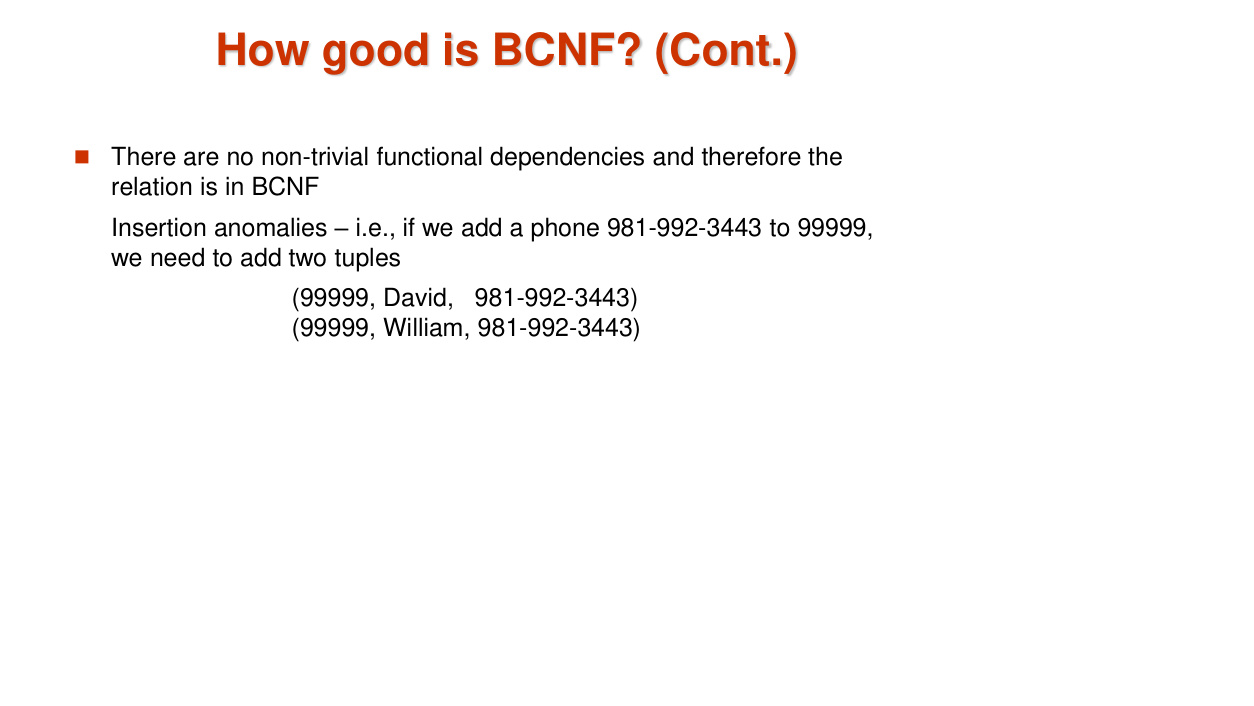 How good is BCNF? (Cont.)
There are no non-trivial functional dependencies and therefore the
relation is in BCNF
Insertion anomalies – i.e., if we add a phone 981-992-3443 to 99999,
we need to add two tuples
(99999, David,   981-992-3443)
(99999, William, 981-992-3443)